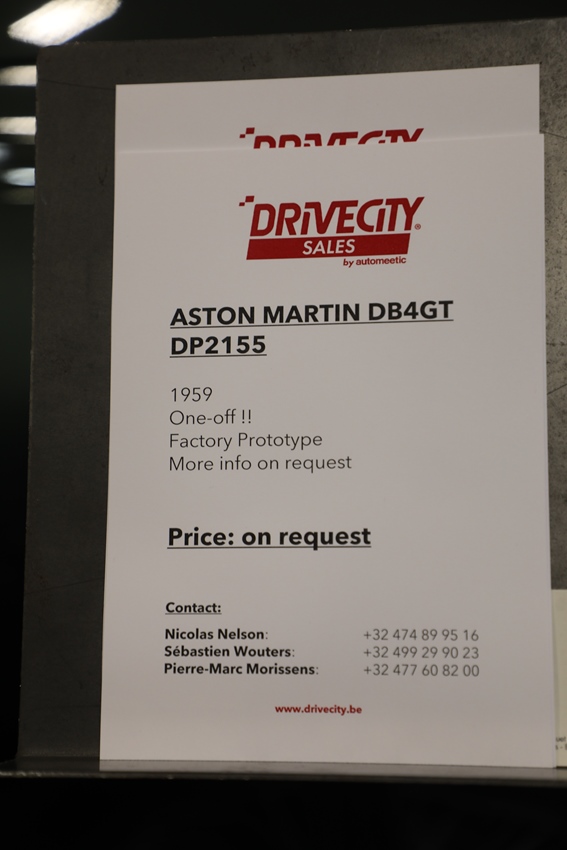 DRIVECITY
DRIVECITY®
SALES
by automeetic
ASTON MARTIN DB4GT
DP2155
1959
One-off !!
Factory Prototype
More info on request
Price: on request
Contact:
Nicolas Nelson: +32 474 89 95 16
Sébastien Wouters: +32 499 29 90 23
Pierre-Marc Morissens: +32 477 60 82 00
www.drivecity.be